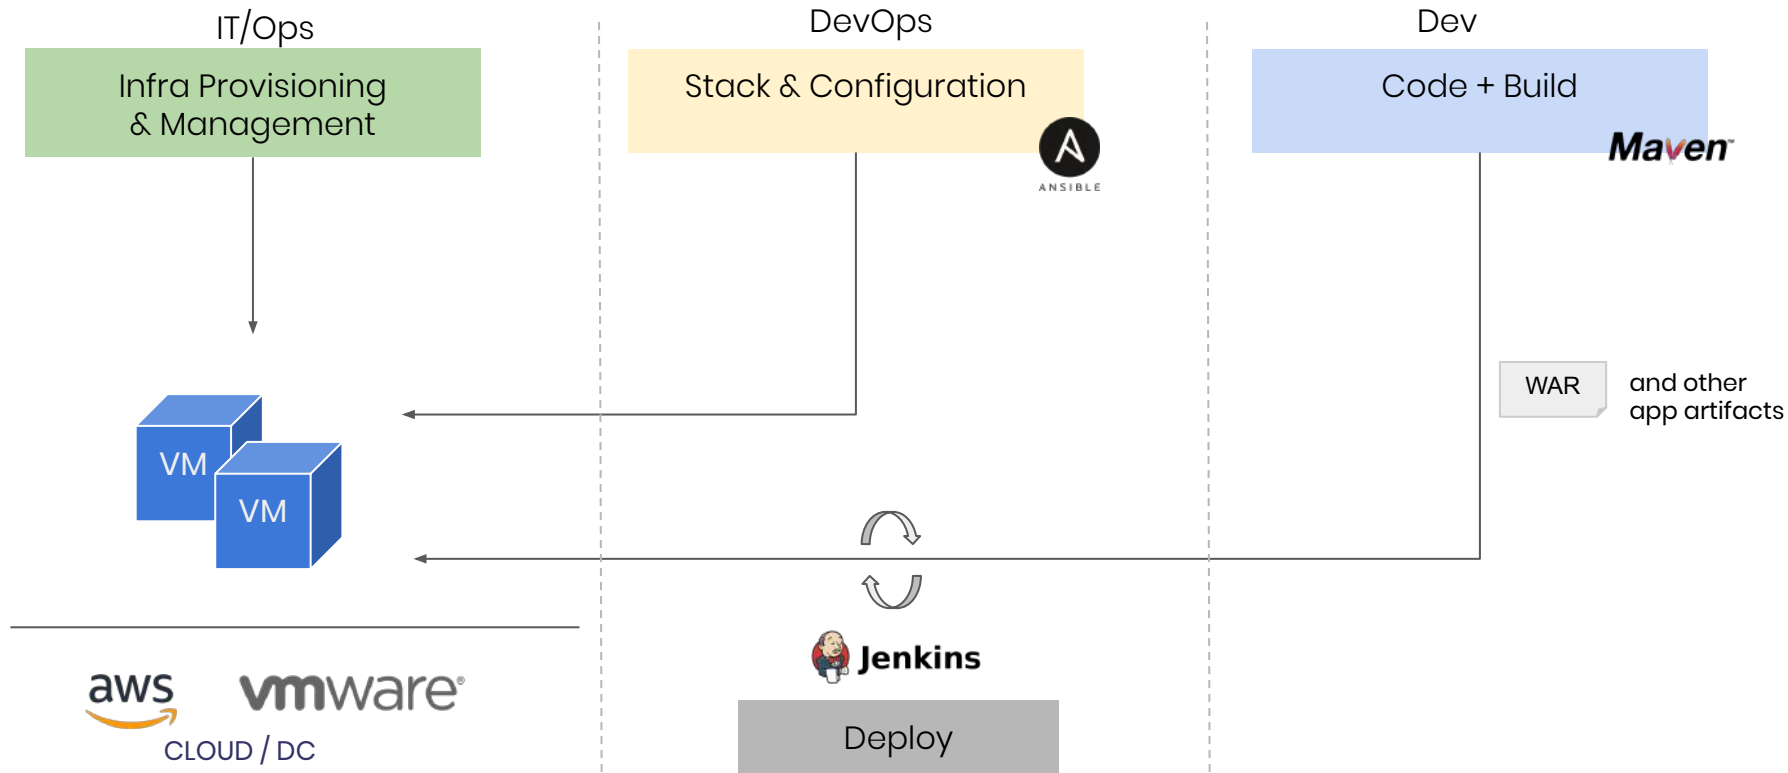 IT/Ops
Infra Provisioning
& Management
DevOps
Stack & Configuration
ANSIBLE
Dev
Code + Build
Maven™
WAR
and other
app artifacts
VM
VM
Jenkins
Deploy
aws
vmware®
CLOUD / DC